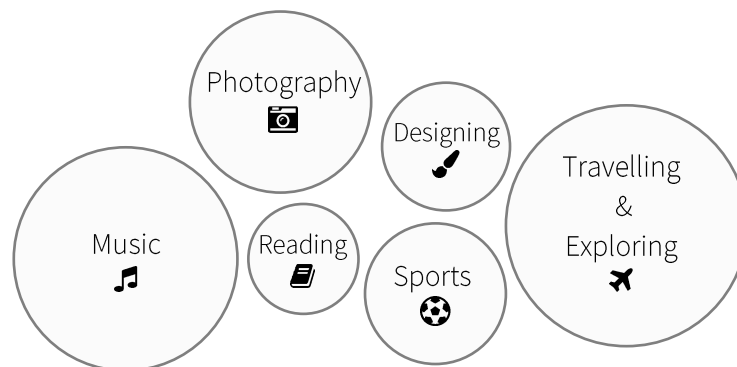 Photography
Designing
Travelling
&
Exploring
Music
Reading
Sports